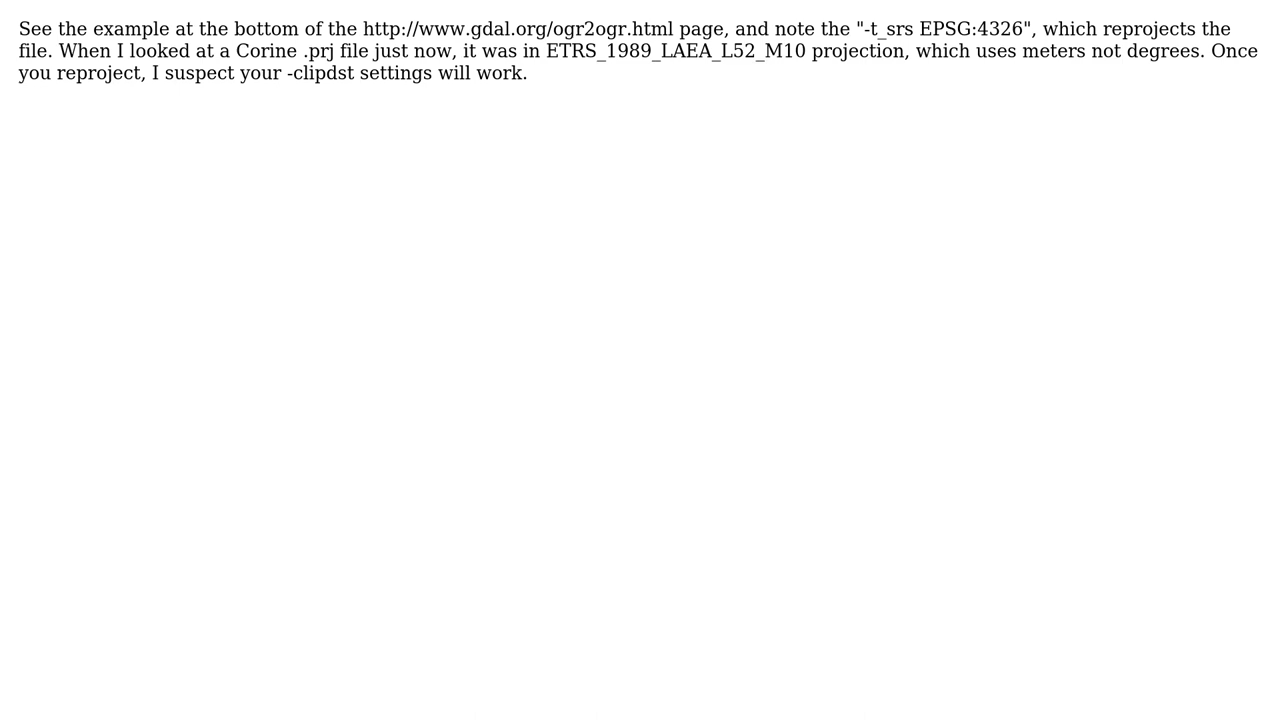 See the example at the bottom of the http://www.gdal.org/ogr2ogr.html page, and note the "-t_srs EPSG:4326", which reprojects the
file. When I looked at a Corine .prj file just now, it was in ETRS_1989_LAEA_L52_M10 projection, which uses meters not degrees. Once
you reproject, I suspect your -clipdst settings will work.